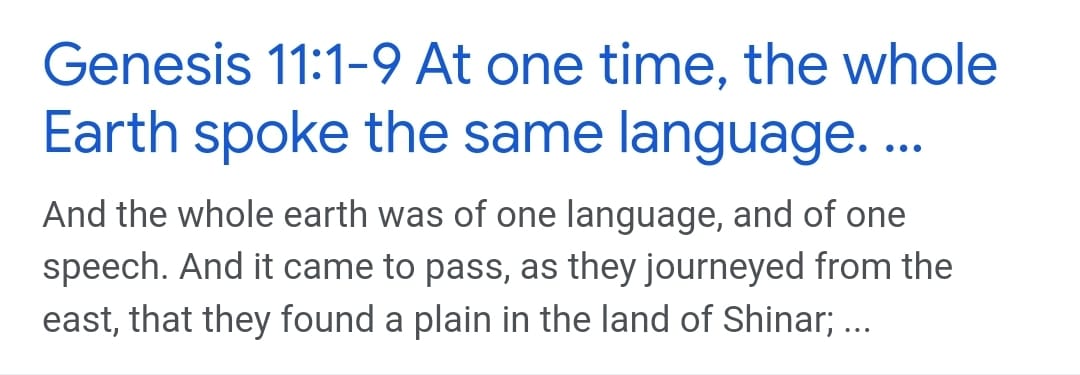 Genesis 11:1-9 At one time, the whole
Earth spoke the same language. ...
And the whole earth was of one language, and of one
speech. And it came to pass, as they journeyed from the
east, that they found a plain in the land of Shinar; ...